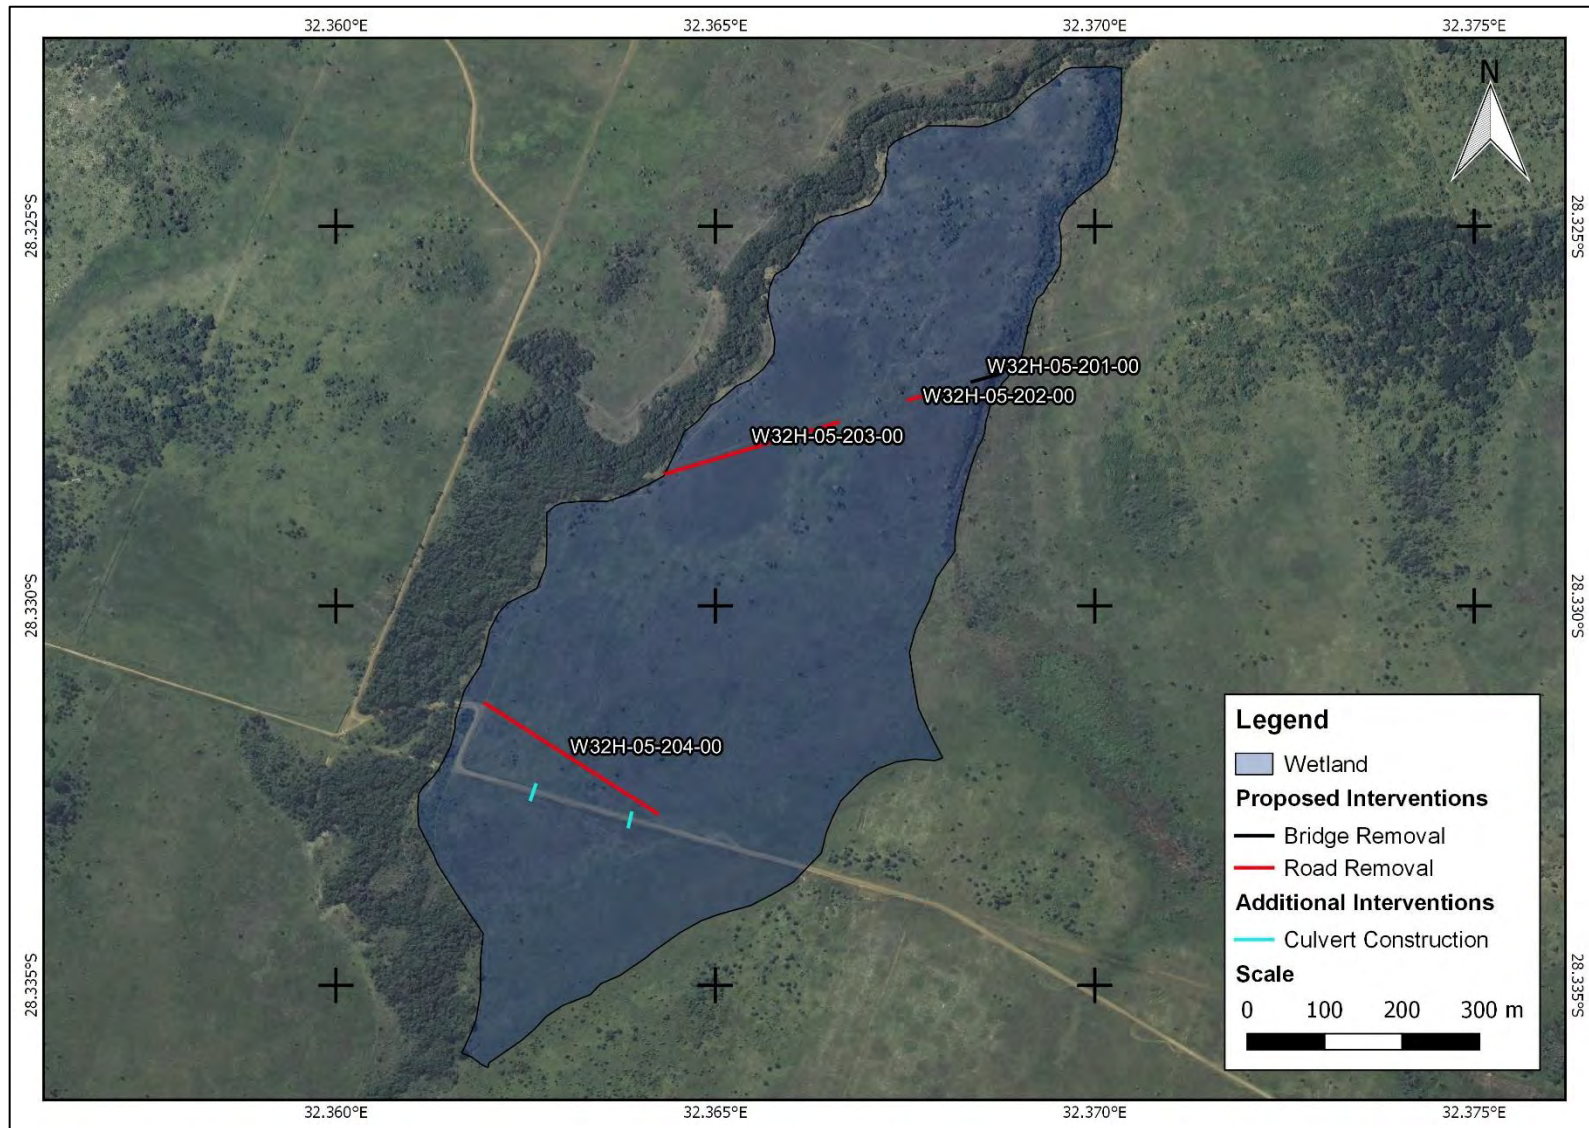 32.360°E 32.365°E 32.370°E 32.375°E
N
28.325°S 28.325°S
W32H-05-201-00
W32H-05-202-00
W32H-05-203-00
28.330°S 28.330°S
W32H-05-204-00
Legend
Wetland
Proposed Interventions
Bridge Removal
Road Removal
Additional Interventions
Culvert Construction
Scale
0 100 200 300 m
28.335°S 28.335°S
32.360°E 32.365°E 32.370°E 32.375°E